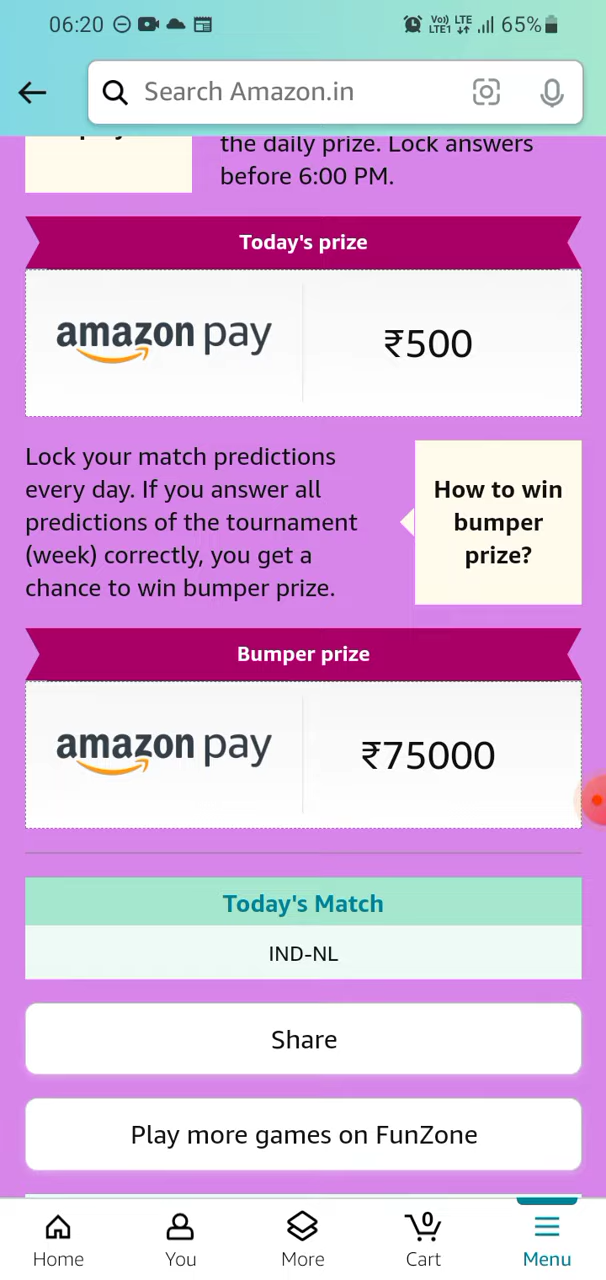 06:20 Vo)) LTE LTE1 65%
Search Amazon.in
the daily prize. Lock answers
before 6:00 PM.
Today's prize
amazon pay ₹500
Lock your match predictions
every day. If you answer all
predictions of the tournament
(week) correctly, you get a
chance to win bumper prize.
How to win
bumper
prize?
Bumper prize
amazon pay ₹75000
Today's Match
IND-NL
Share
Play more games on FunZone
0
Home You More Cart Menu